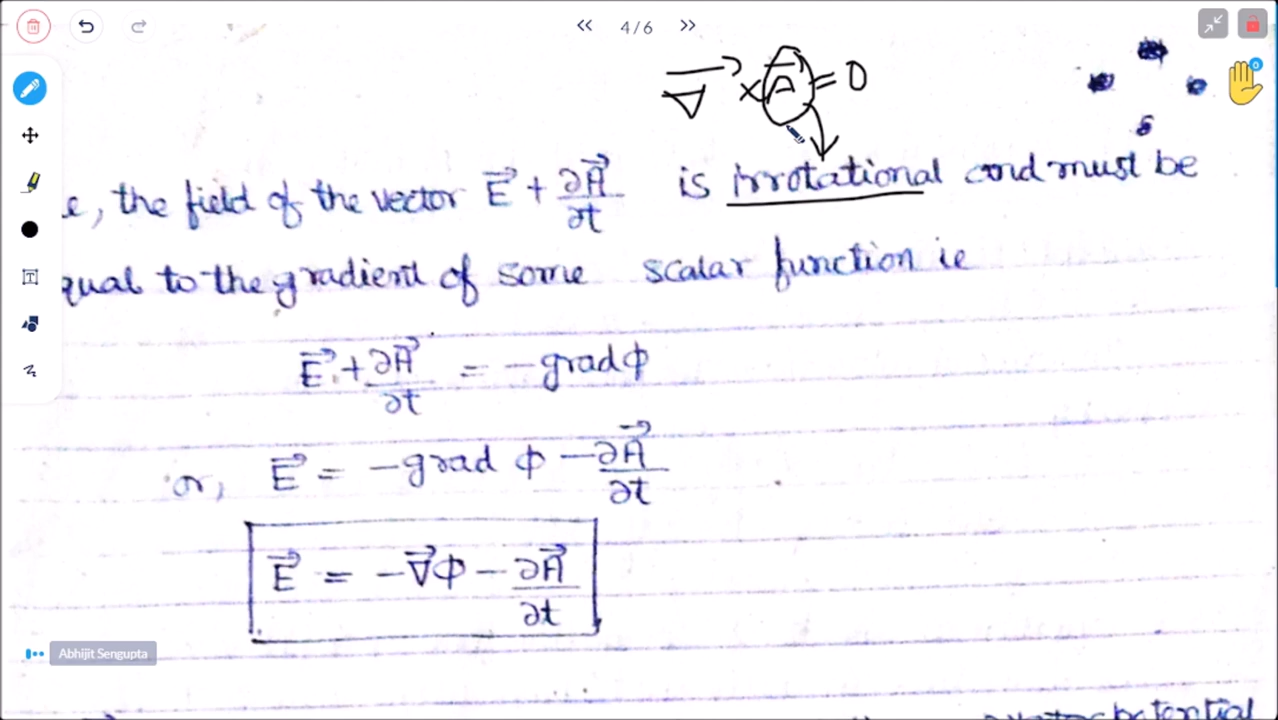 4/6
0
∇⃗ × A⃗ = 0
e, the field of the vector E⃗ + ∂A⃗/∂t is irrotational and must be
qual to the gradient of some scalar function ie
E⃗ + ∂A⃗/∂t = - grad ϕ
or, E⃗ = - grad ϕ - ∂A⃗/∂t
E⃗ = - ∇⃗ϕ - ∂A⃗/∂t
Abhijit Sengupta
potential